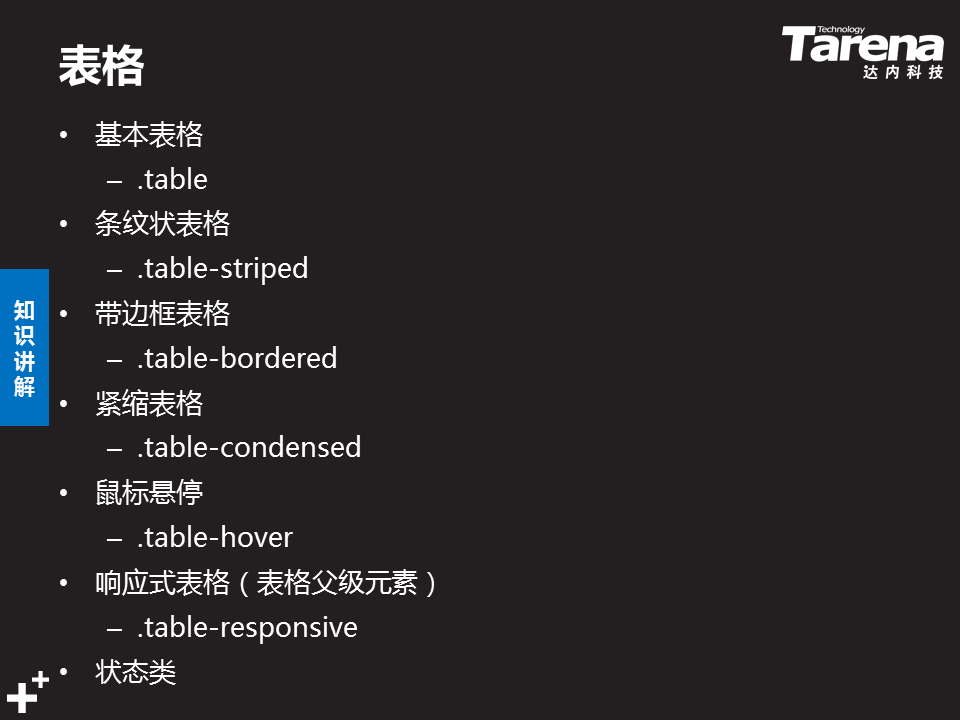 表格
Technology
Tarena
达内科技
• 基本表格
– .table
• 条纹状表格
– .table-striped
• 带边框表格
– .table-bordered
• 紧缩表格
– .table-condensed
• 鼠标悬停
– .table-hover
• 响应式表格（表格父级元素）
– .table-responsive
• 状态类
知识讲解